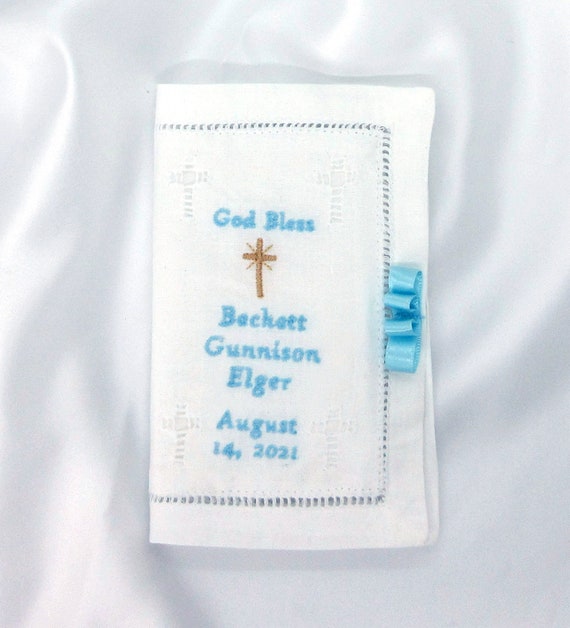 God Bless
Beckett
Gunnison
Elger
August
14, 2021